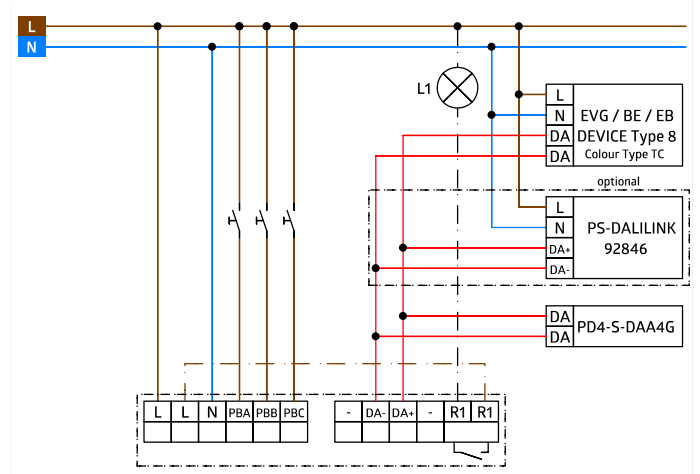 L
N
L1
L
N
DA
DA
EVG / BE / EB
DEVICE Type 8
Colour Type TC
optional
L
N
DA+
DA-
PS-DALILINK
92846
DA
DA
PD4-S-DAA4G
L L N PBA PBB PBC - DA- DA+ - R1 R1